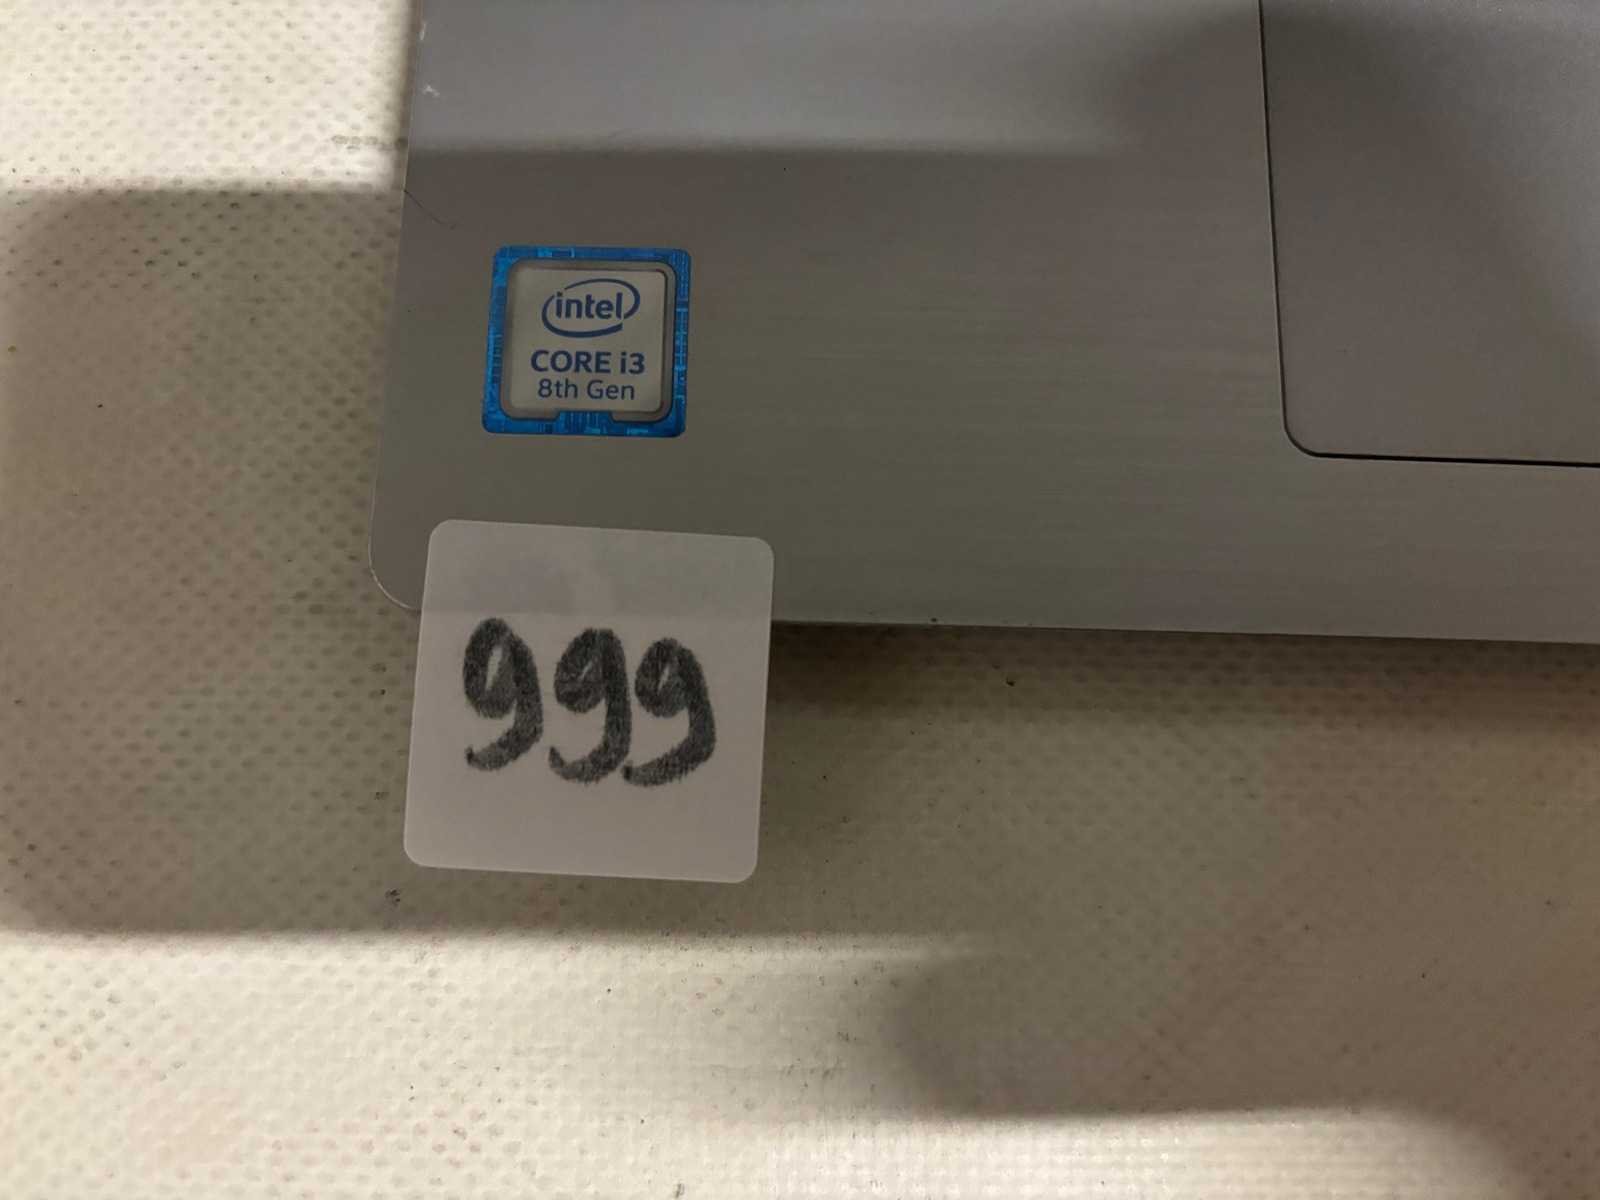 intel
CORE i3
8th Gen
999